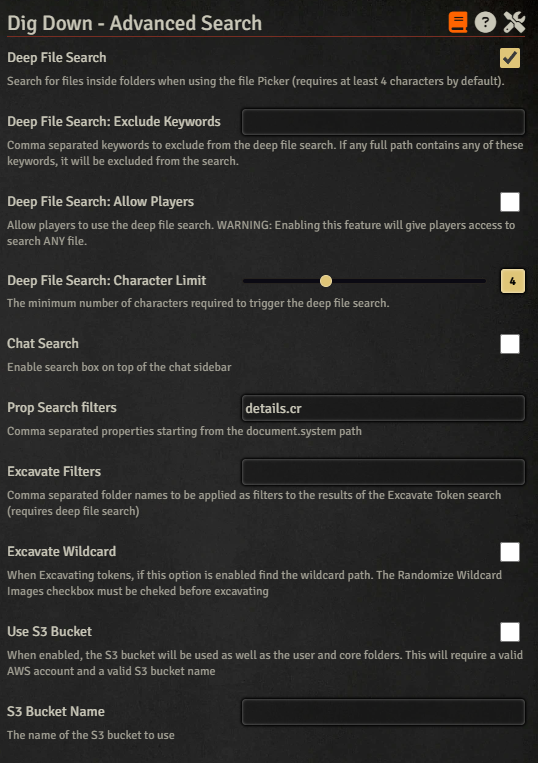 Dig Down - Advanced Search
Deep File Search
Search for files inside folders when using the file Picker (requires at least 4 characters by default).
Deep File Search: Exclude Keywords
Comma separated keywords to exclude from the deep file search. If any full path contains any of these
keywords, it will be excluded from the search.
Deep File Search: Allow Players
Allow players to use the deep file search. WARNING: Enabling this feature will give players access to
search ANY file.
Deep File Search: Character Limit
4
The minimum number of characters required to trigger the deep file search.
Chat Search
Enable search box on top of the chat sidebar
Prop Search filters
details.cr
Comma separated properties starting from the document.system path
Excavate Filters
Comma separated folder names to be applied as filters to the results of the Excavate Token search
(requires deep file search)
Excavate Wildcard
When Excavating tokens, if this option is enabled find the wildcard path. The Randomize Wildcard
Images checkbox must be cheked before excavating
Use S3 Bucket
When enabled, the S3 bucket will be used as well as the user and core folders. This will require a valid
AWS account and a valid S3 bucket name
S3 Bucket Name
The name of the S3 bucket to use